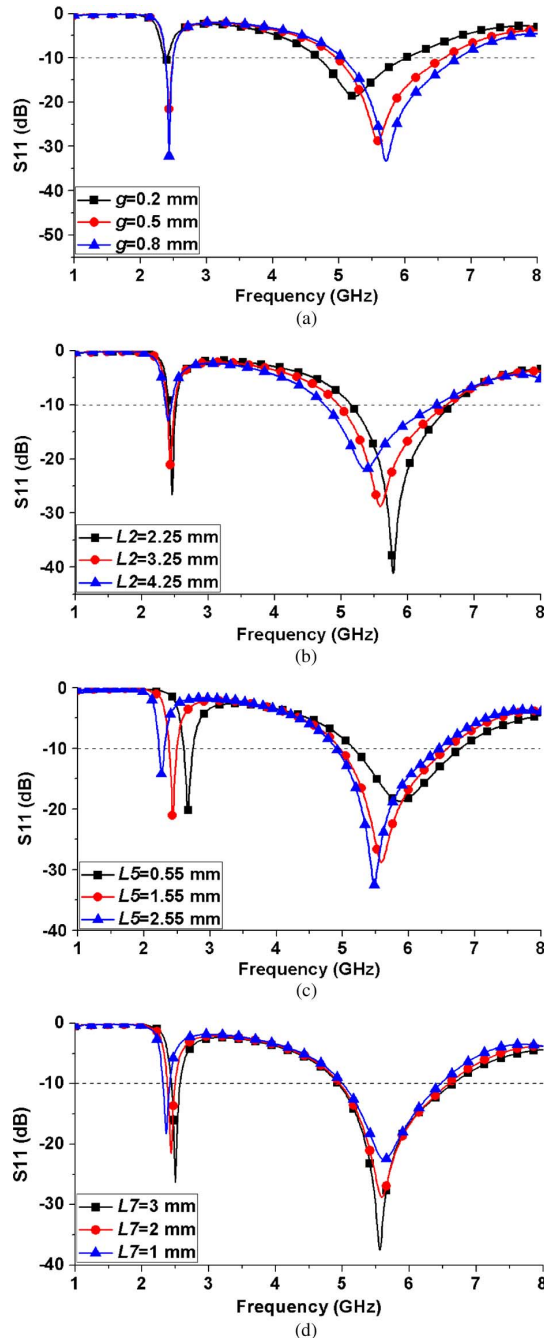 0
-10
-20
-30
-40
-50
S11 (dB)
g=0.2 mm
g=0.5 mm
g=0.8 mm
1 2 3 4 5 6 7 8
Frequency (GHz)
(a)
0
-10
-20
-30
-40
S11 (dB)
L2=2.25 mm
L2=3.25 mm
L2=4.25 mm
1 2 3 4 5 6 7 8
Frequency (GHz)
(b)
0
-10
-20
-30
-40
S11 (dB)
L5=0.55 mm
L5=1.55 mm
L5=2.55 mm
1 2 3 4 5 6 7 8
Frequency (GHz)
(c)
0
-10
-20
-30
-40
S11 (dB)
L7=3 mm
L7=2 mm
L7=1 mm
1 2 3 4 5 6 7 8
Frequency (GHz)
(d)